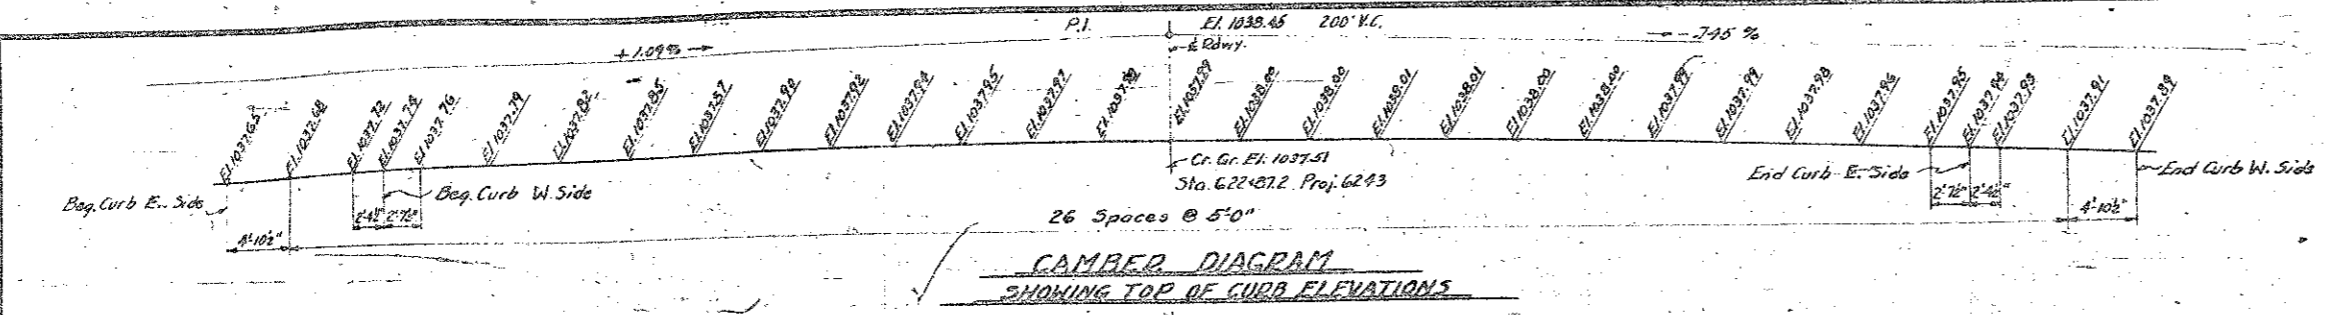 P.I. El. 1038.45 200' V.C.
+1.09% -.745 %
℄ Rdwy.
El. 1037.65
El. 1037.68
El. 1037.72
El. 1037.74
El. 1037.76
El. 1037.79
El. 1037.82
El. 1037.85
El. 1037.87
El. 1037.90
El. 1037.92
El. 1037.94
El. 1037.95
El. 1037.97
El. 1037.99
El. 1038.00
El. 1038.00
El. 1038.01
El. 1038.01
El. 1038.00
El. 1038.00
El. 1037.99
El. 1037.99
El. 1037.98
El. 1037.96
El. 1037.95
El. 1037.94
El. 1037.93
El. 1037.91
El. 1037.89
Beg. Curb E. Side
Beg. Curb W. Side
Cr. Gr. El. 1037.51
Sta. 622+87.2 Proj. 6243
End Curb E. Side
End Curb W. Side
4'-10½"
2'-4½" 2'-7½"
26 Spaces @ 5'-0"
2'-7½" 2'-4½"
4'-10½"
CAMBER DIAGRAM
SHOWING TOP OF CURB ELEVATIONS